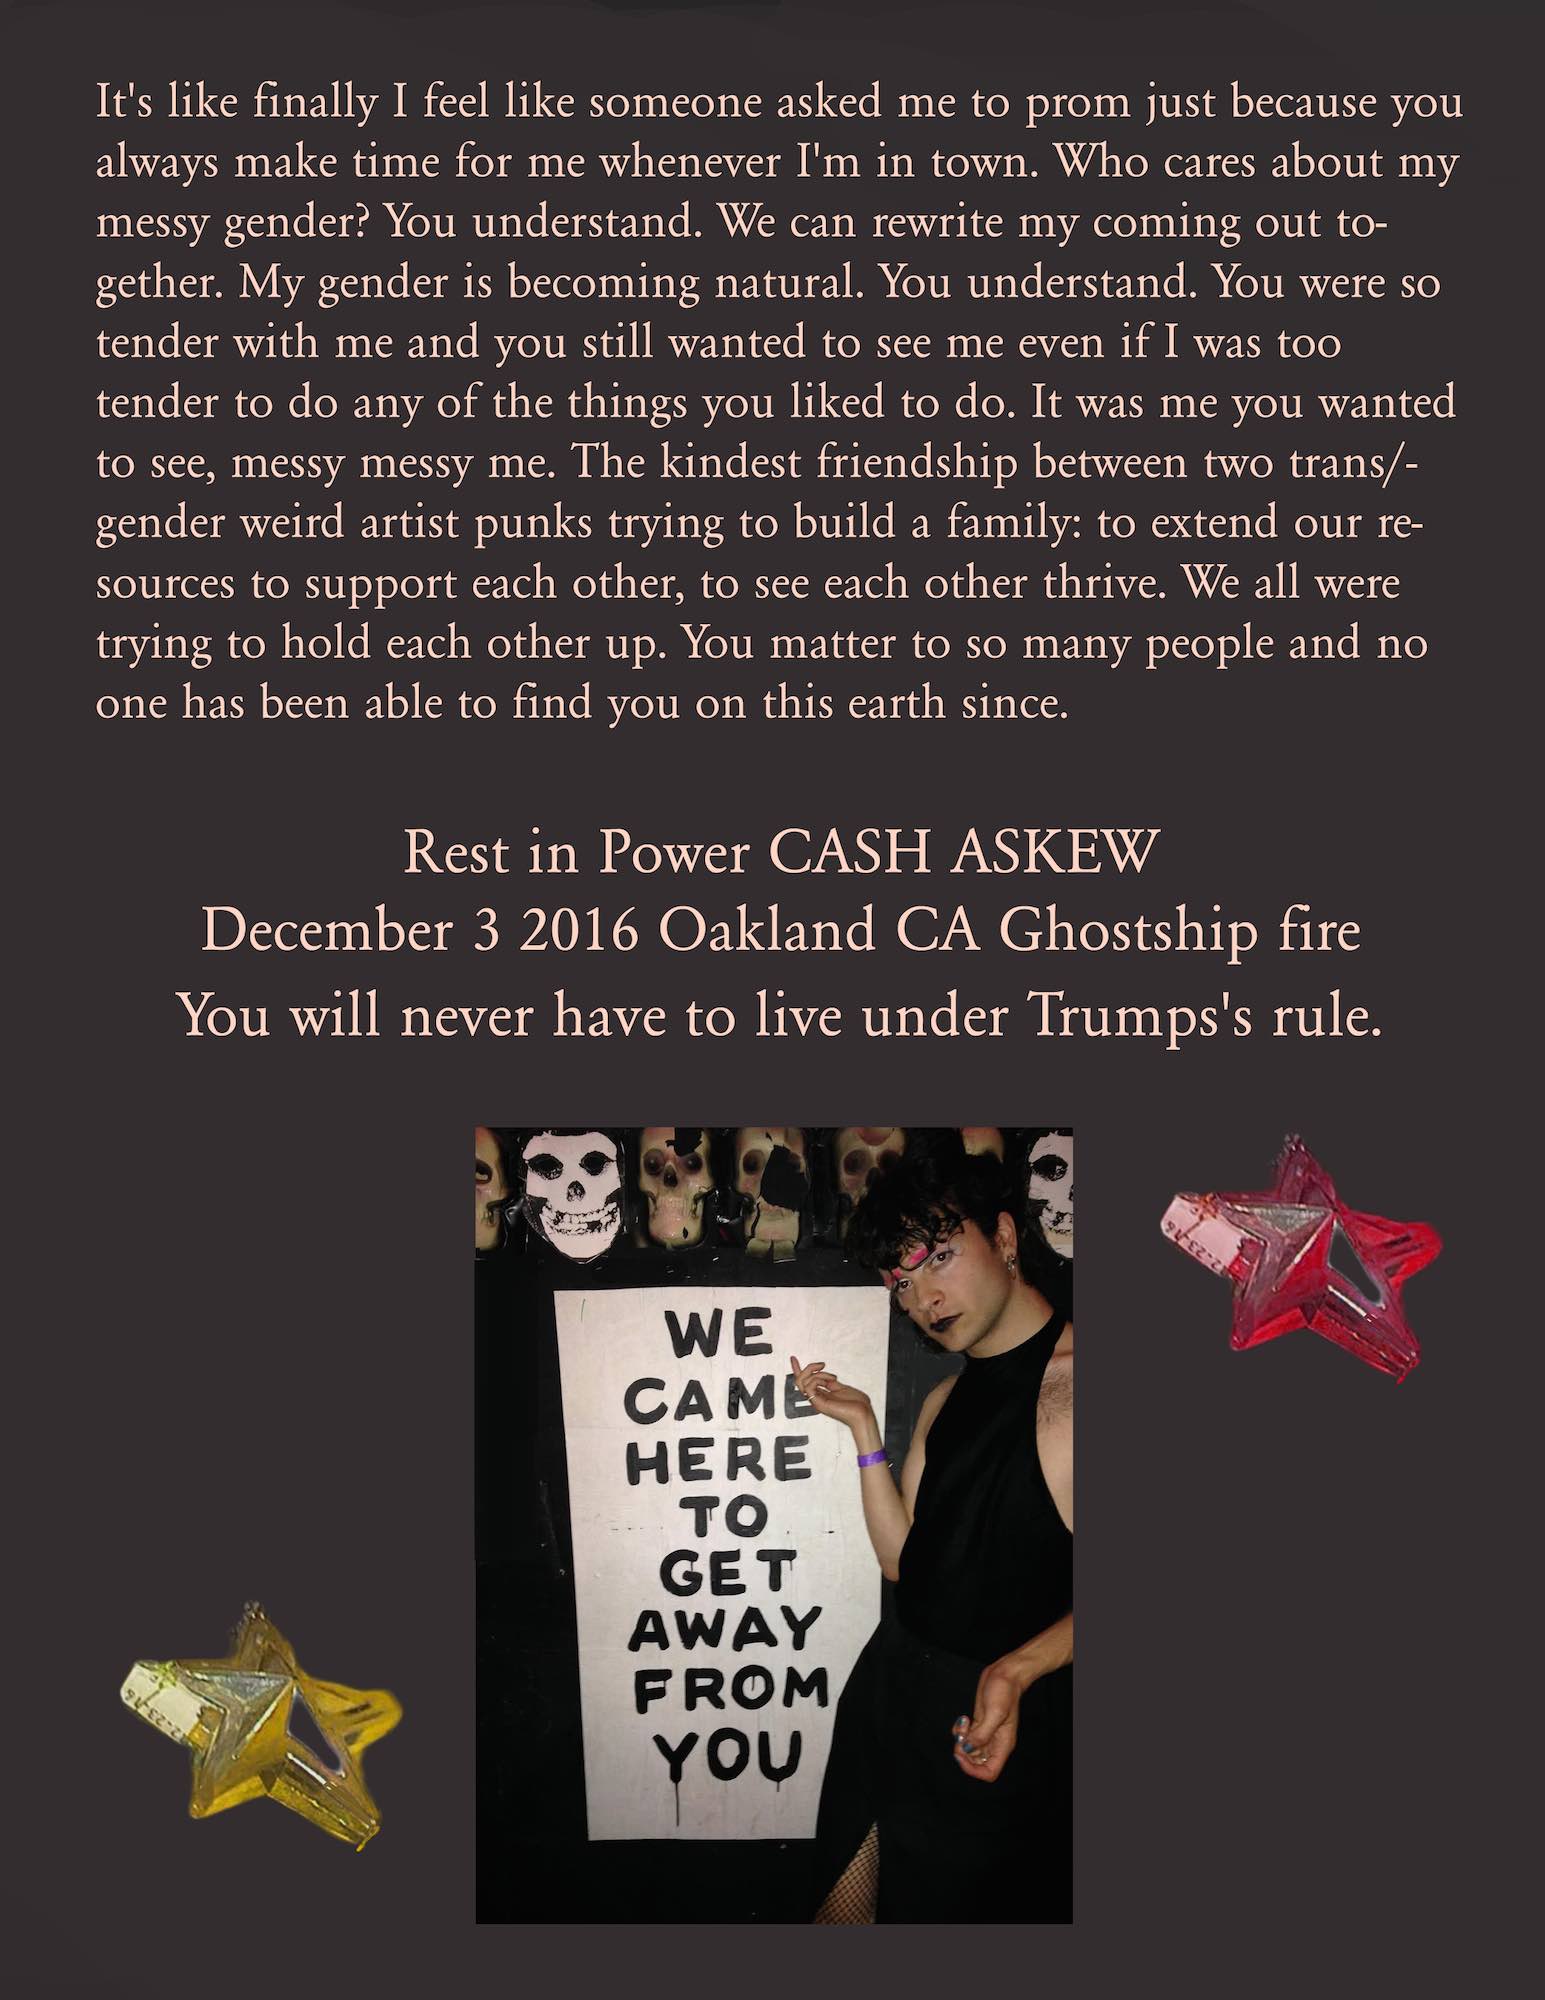 It's like finally I feel like someone asked me to prom just because you
always make time for me whenever I'm in town. Who cares about my
messy gender? You understand. We can rewrite my coming out to-
gether. My gender is becoming natural. You understand. You were so
tender with me and you still wanted to see me even if I was too
tender to do any of the things you liked to do. It was me you wanted
to see, messy messy me. The kindest friendship between two trans/-
gender weird artist punks trying to build a family: to extend our re-
sources to support each other, to see each other thrive. We all were
trying to hold each other up. You matter to so many people and no
one has been able to find you on this earth since.
Rest in Power CASH ASKEW
December 3 2016 Oakland CA Ghostship fire
You will never have to live under Trumps's rule.
WE
CAME
HERE
TO
GET
AWAY
FROM
YOU